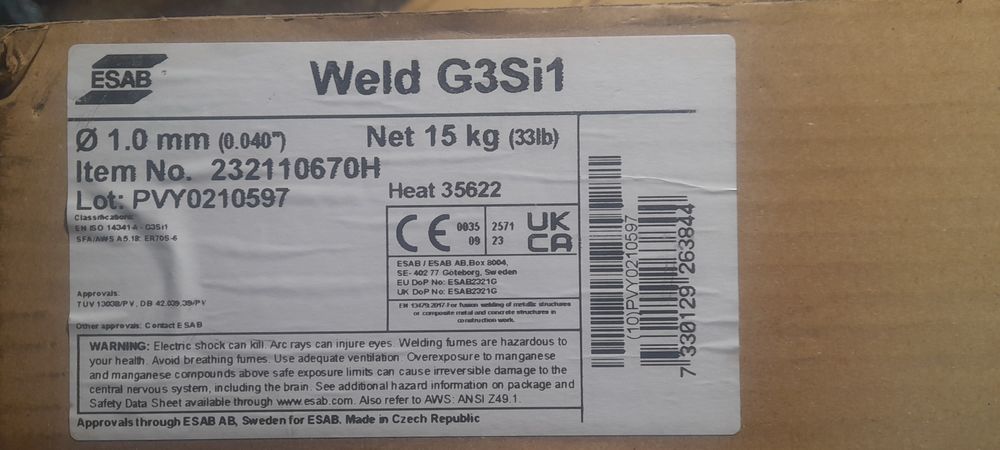 ESAB
Weld G3Si1
Ø 1.0 mm (0.040")
Net 15 kg (33lb)
Item No. 232110670H
Lot: PVY0210597
Heat 35622
Classification:
EN ISO 14341-A - G3Si1
SFA/AWS A5.18: ER70S-6
CE
0035
09
2571
23
UK
CA
ESAB / ESAB AB,Box 8004,
SE- 402 77 Göteborg, Sweden
EU DoP No: ESAB2321G
UK DoP No: ESAB2321G
EN 13479:2017 For fusion welding of metallic structures
or composite metal and concrete structures in
construction work.
Approvals:
TUV 13038/PV, DB 42.039.39/PV
Other approvals: Contact ESAB
WARNING: Electric shock can kill. Arc rays can injure eyes. Welding fumes are hazardous to
your health. Avoid breathing fumes. Use adequate ventilation. Overexposure to manganese
and manganese compounds above safe exposure limits can cause irreversible damage to the
central nervous system, including the brain. See additional hazard information on package and
Safety Data Sheet available through www.esab.com. Also refer to AWS: ANSI Z49.1.
Approvals through ESAB AB, Sweden for ESAB. Made in Czech Republic
(10)PVY0210597
7 330129 263844